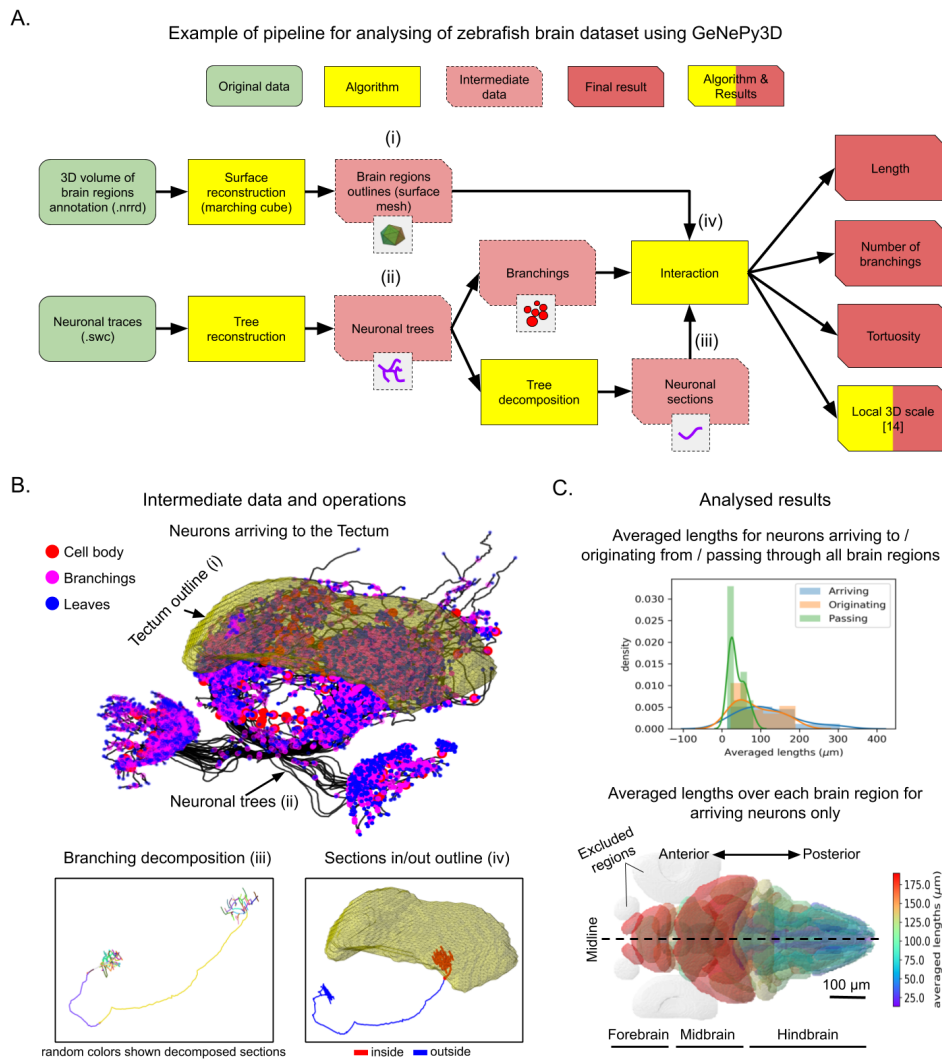 A.
Example of pipeline for analysing of zebrafish brain dataset using GeNePy3D
Original data
Algorithm
Intermediate
data
Final result
Algorithm &
Results
(i)
3D volume of
brain regions
annotation (.nrrd)
Surface
reconstruction
(marching cube)
Brain regions
outlines (surface
mesh)
Length
(iv)
(ii)
Branchings
Interaction
Number of
branchings
Neuronal traces
(.swc)
Tree
reconstruction
Neuronal trees
(iii)
Tortuosity
Tree
decomposition
Neuronal
sections
Local 3D scale
[14]
B.
Intermediate data and operations
Neurons arriving to the Tectum
Cell body
Branchings
Leaves
Tectum outline (i)
Neuronal trees (ii)
Branching decomposition (iii)
random colors shown decomposed sections
Sections in/out outline (iv)
inside
outside
C.
Analysed results
Averaged lengths for neurons arriving to /
originating from / passing through all brain regions
Arriving
Originating
Passing
density
0.030
0.025
0.020
0.015
0.010
0.005
0.000
−100
0
100
200
300
400
Averaged lengths (μm)
Averaged lengths over each brain region for
arriving neurons only
Excluded
regions
Anterior
Posterior
Midline
175.0
150.0
125.0
100.0
75.0
50.0
25.0
averaged lengths (μm)
100 μm
Forebrain
Midbrain
Hindbrain